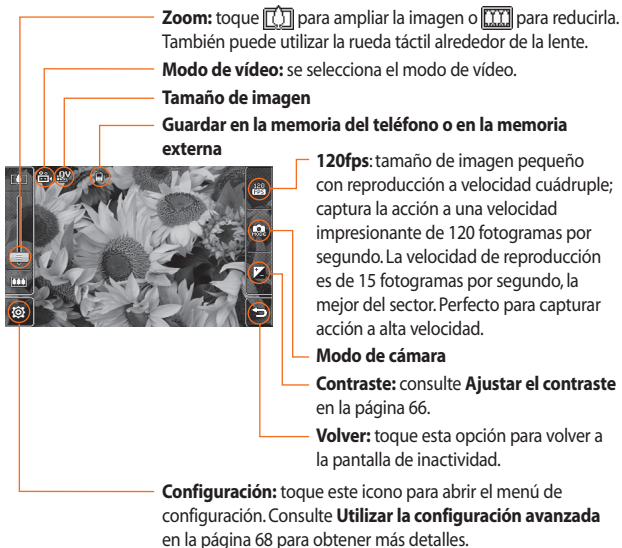 Zoom: toque para ampliar la imagen o para reducirla.
También puede utilizar la rueda táctil alrededor de la lente.
Modo de vídeo: se selecciona el modo de vídeo.
Tamaño de imagen
Guardar en la memoria del teléfono o en la memoria
externa
120fps: tamaño de imagen pequeño
con reproducción a velocidad cuádruple;
captura la acción a una velocidad
impresionante de 120 fotogramas por
segundo. La velocidad de reproducción
es de 15 fotogramas por segundo, la
mejor del sector. Perfecto para capturar
acción a alta velocidad.
Modo de cámara
Contraste: consulte Ajustar el contraste
en la página 66.
Volver: toque esta opción para volver a
la pantalla de inactividad.
Configuración: toque este icono para abrir el menú de
configuración. Consulte Utilizar la configuración avanzada
en la página 68 para obtener más detalles.
120
FPS
MODE